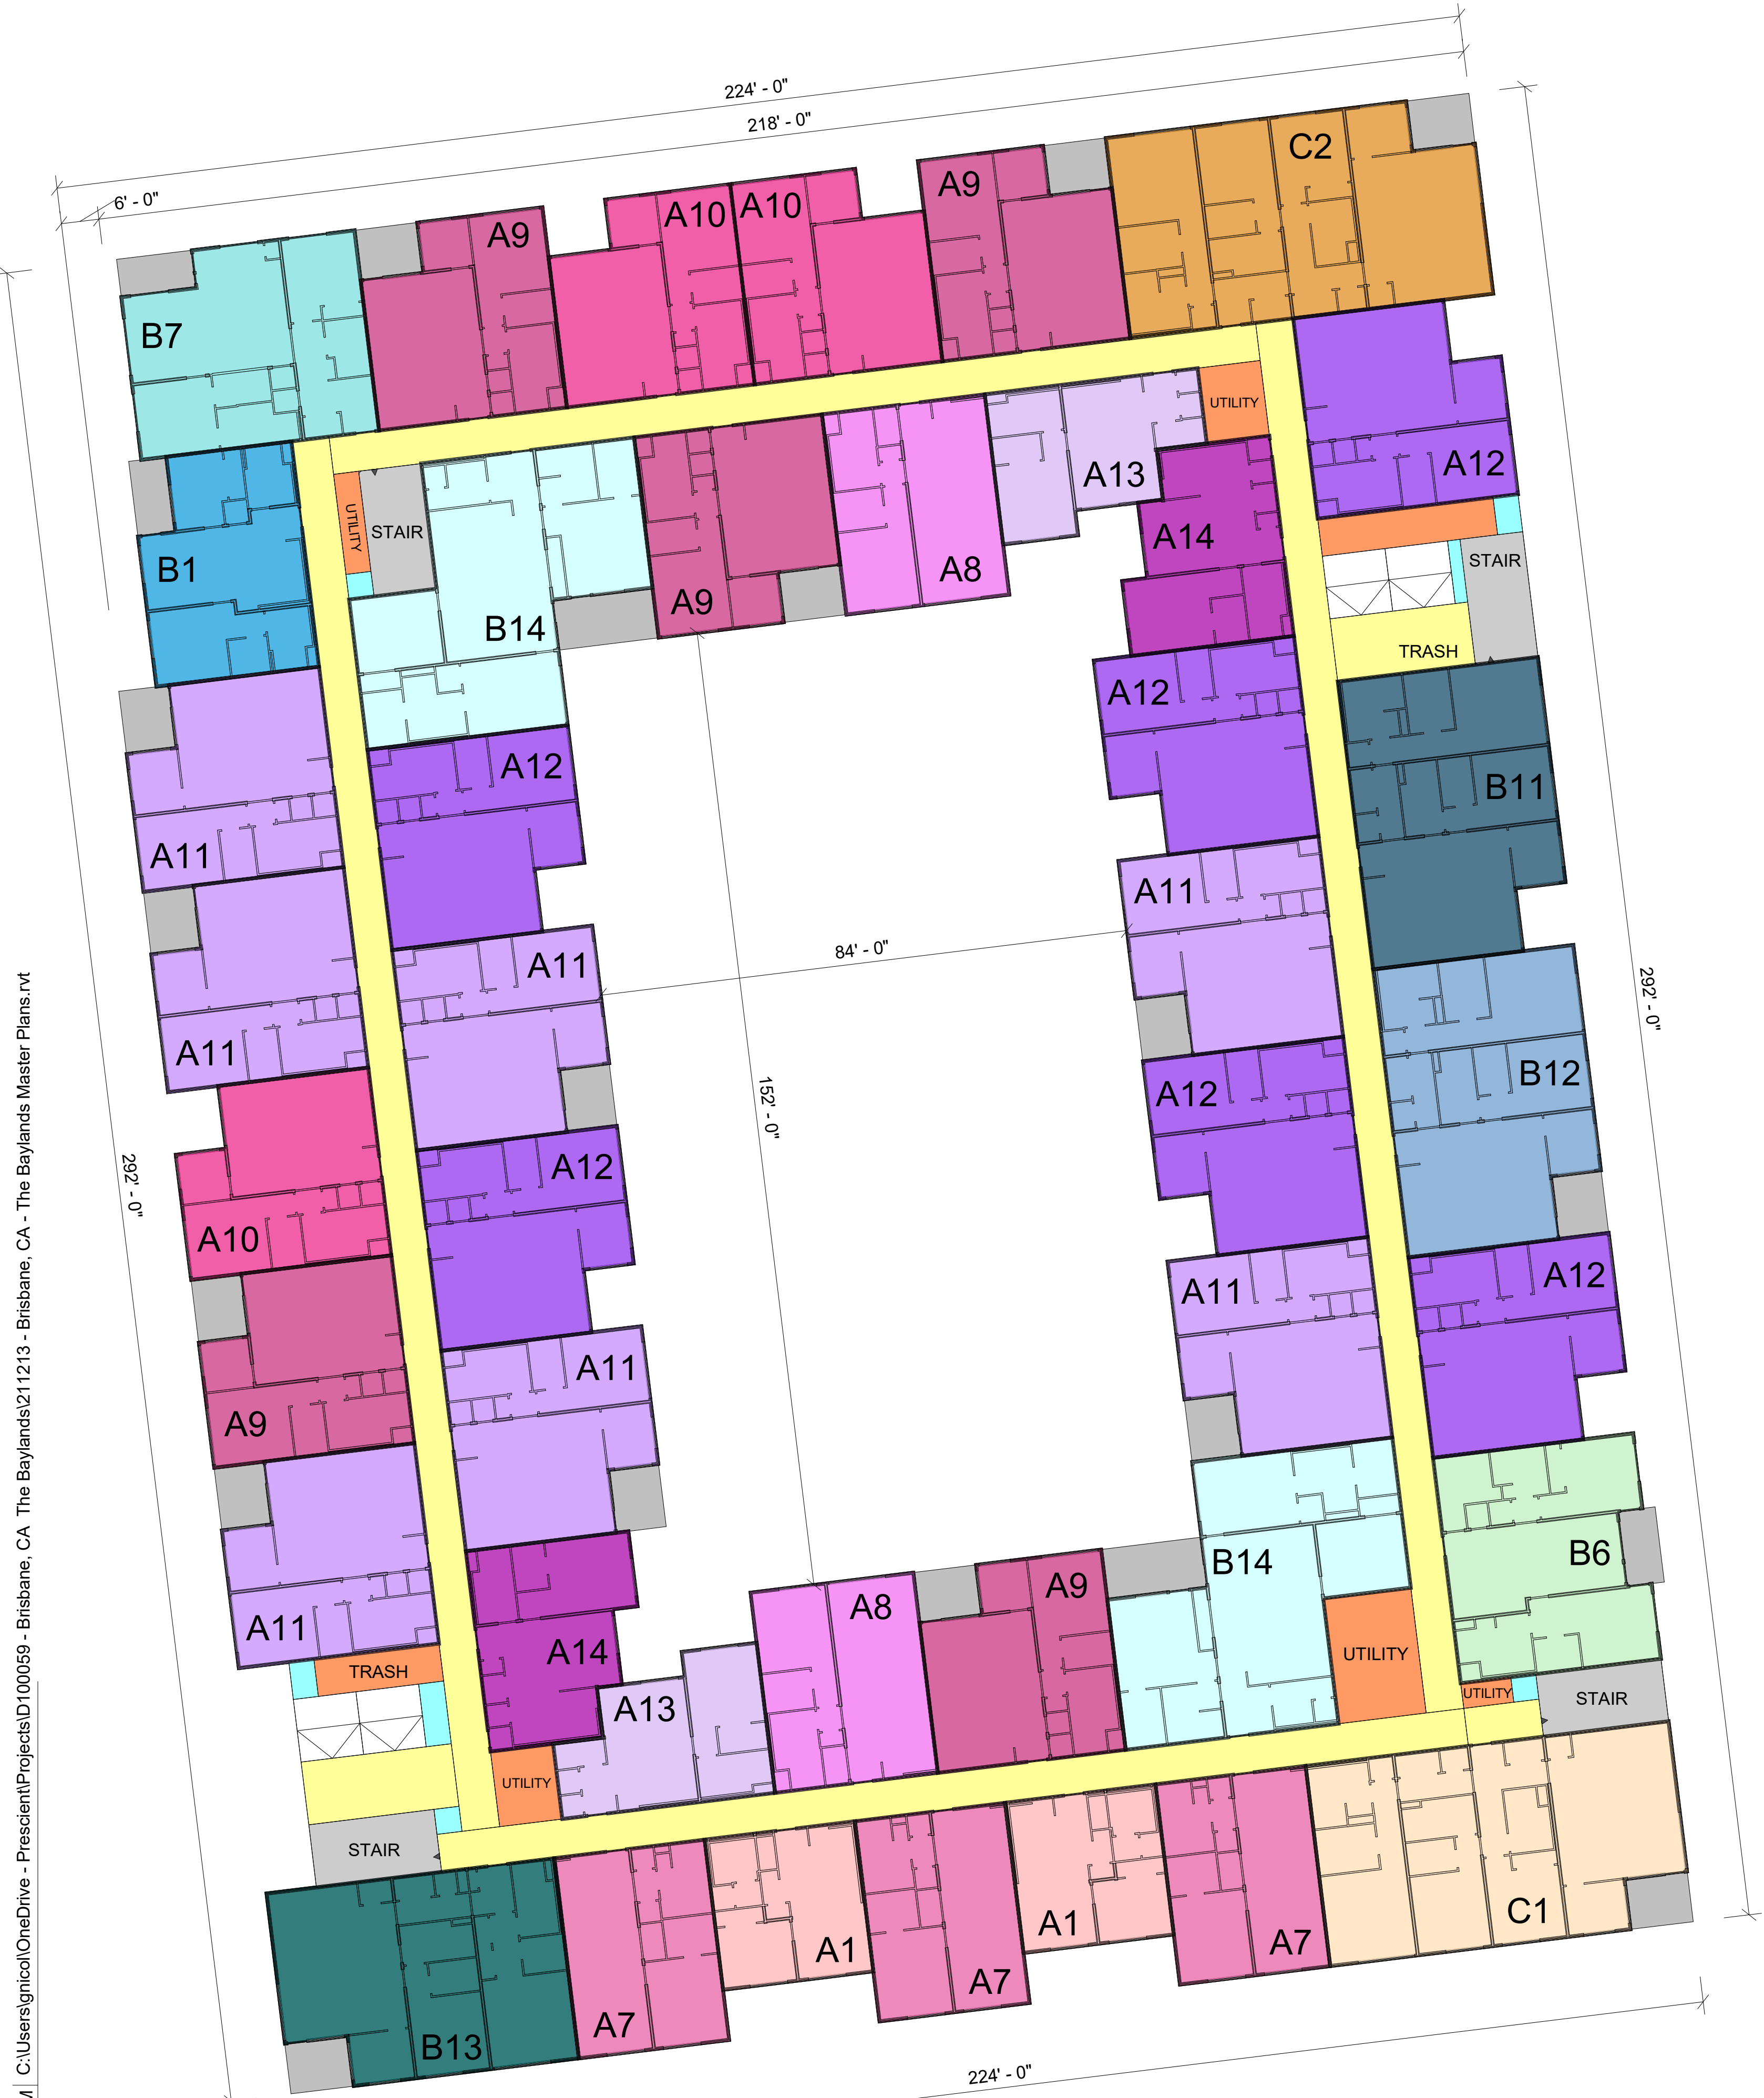 224' - 0"
218' - 0"
6' - 0"
C2
A9
A10
A10
A9
B7
UTILITY
A13
A12
A14
UTILITY
STAIR
B1
A9
A8
B14
STAIR
TRASH
A12
A12
B11
A11
A11
A11
84' - 0"
292' - 0"
A11
A12
B12
152' - 0"
A12
292' - 0"
A10
A11
A12
A11
A9
B14
B6
A8
A9
A11
A14
TRASH
A13
UTILITY
UTILITY
STAIR
UTILITY
STAIR
B13
A7
A1
A7
A1
A7
C1
224' - 0"
M C:\Users\gnicol\OneDrive - Prescient\Projects\D100059 - Brisbane, CA The Baylands\211213 - Brisbane, CA - The Baylands Master Plans.rvt